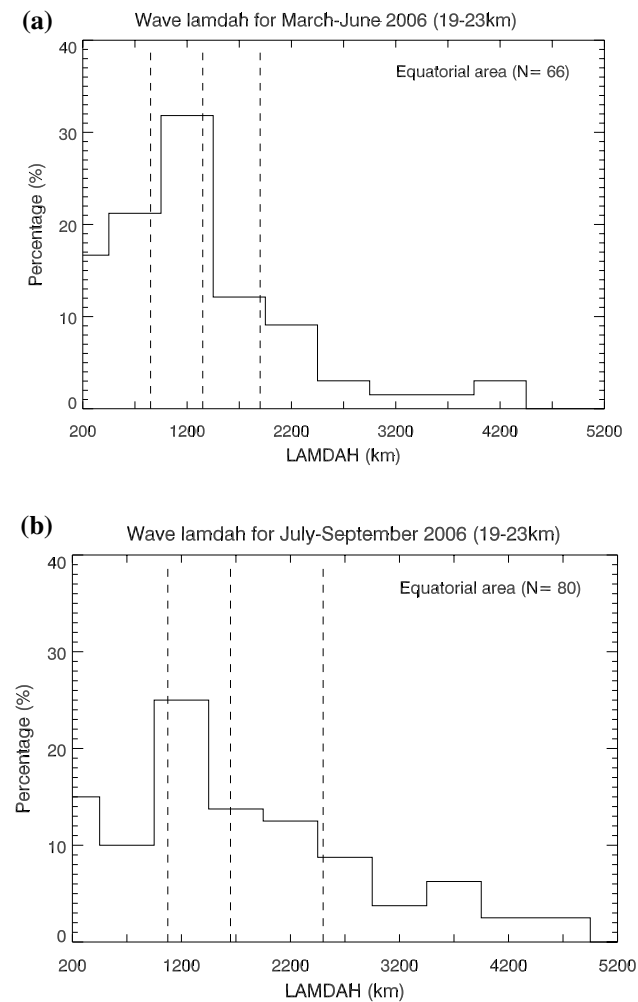 (a)
Wave lamdah for March-June 2006 (19-23km)
40
Equatorial area (N= 66)
30
20
10
0
Percentage (%)
200 1200 2200 3200 4200 5200
LAMDAH (km)
(b)
Wave lamdah for July-September 2006 (19-23km)
40
Equatorial area (N= 80)
30
20
10
0
Percentage (%)
200 1200 2200 3200 4200 5200
LAMDAH (km)